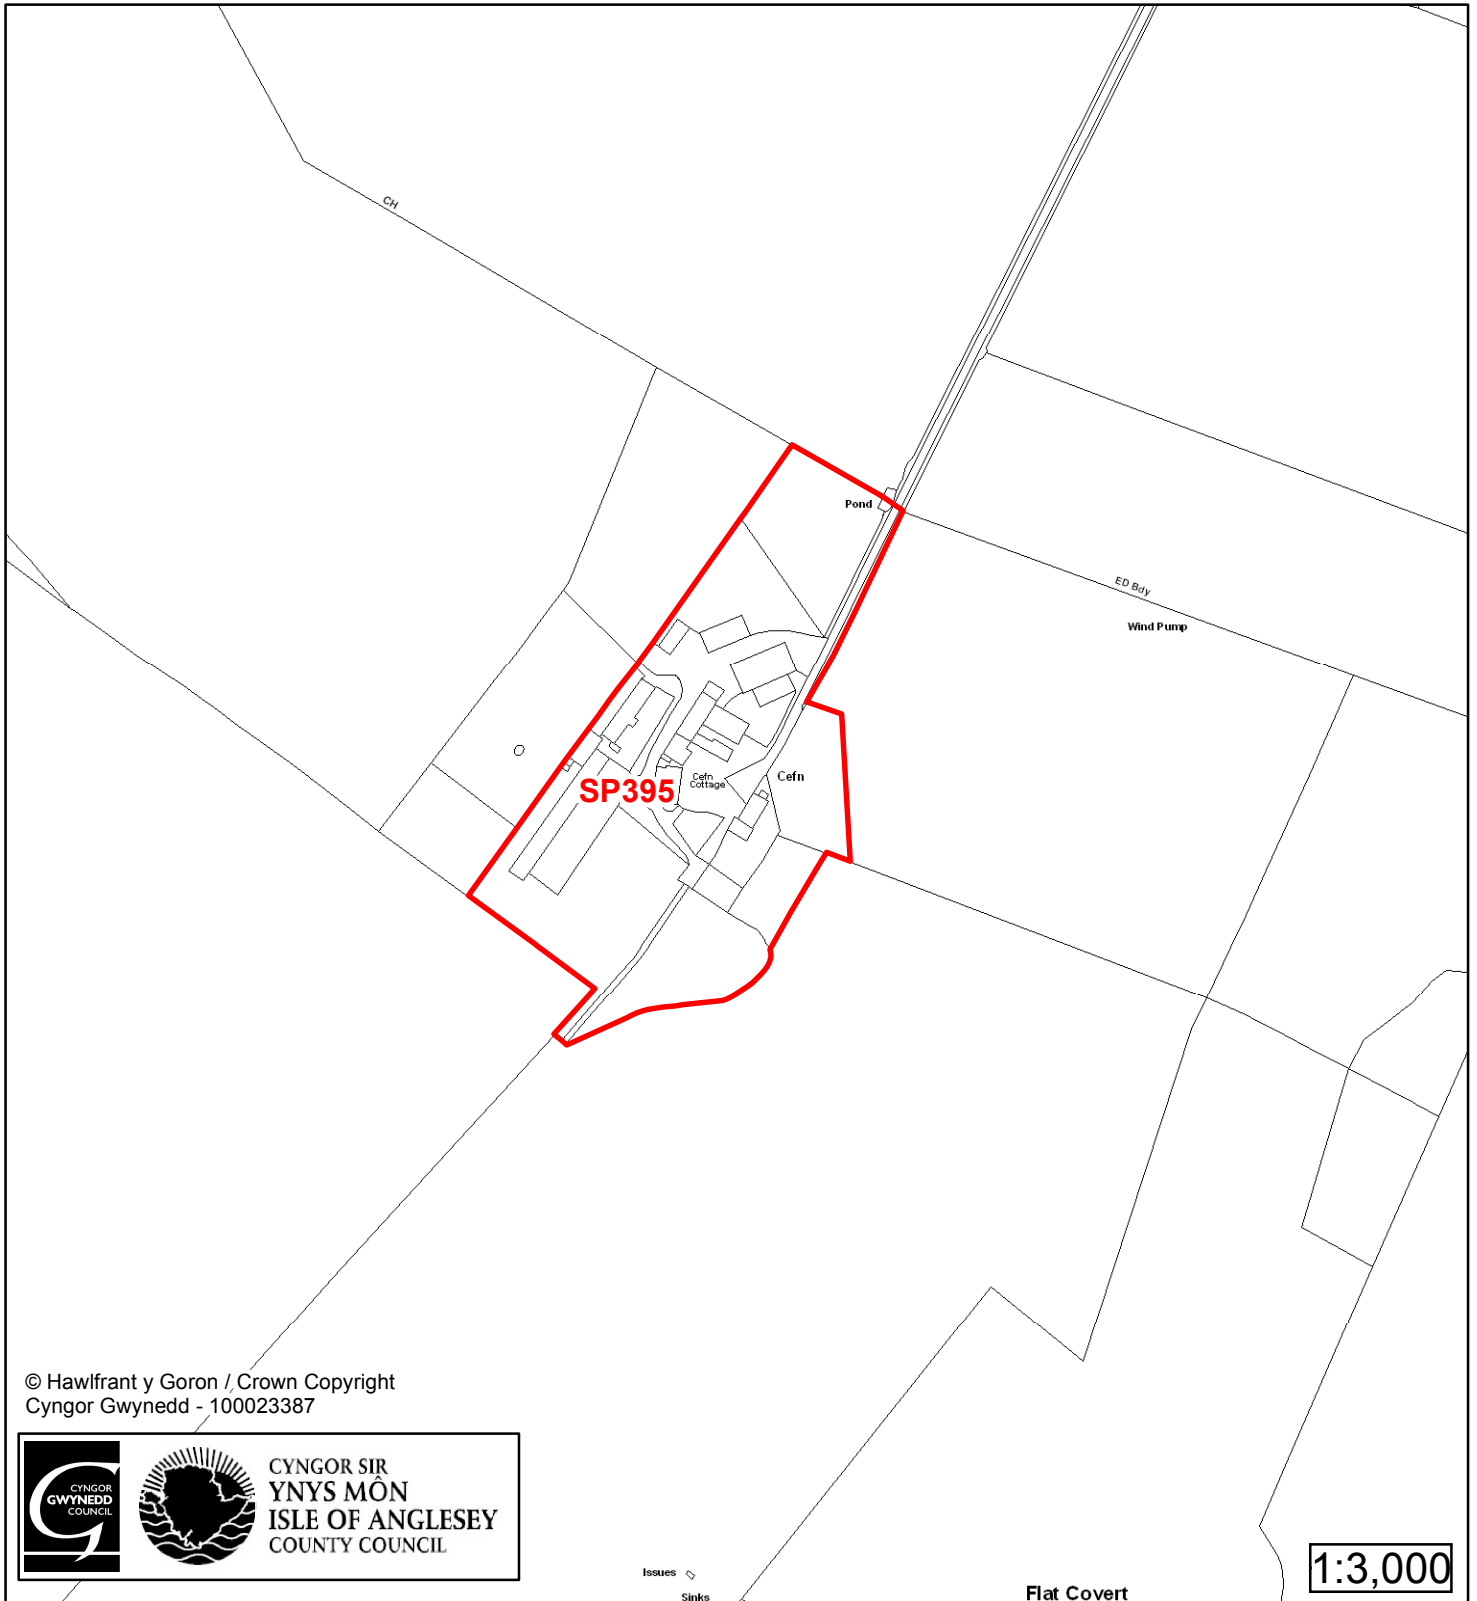 CH
Pond
ED Bdy
Wind Pump
Cefn
Cottage
Cefn
SP395
© Hawlfrant y Goron / Crown Copyright
Cyngor Gwynedd - 100023387
CYNGOR
GWYNEDD
COUNCIL
CYNGOR SIR
YNYS MÔN
ISLE OF ANGLESEY
COUNTY COUNCIL
Issues
Sinks
Flat Covert
1:3,000